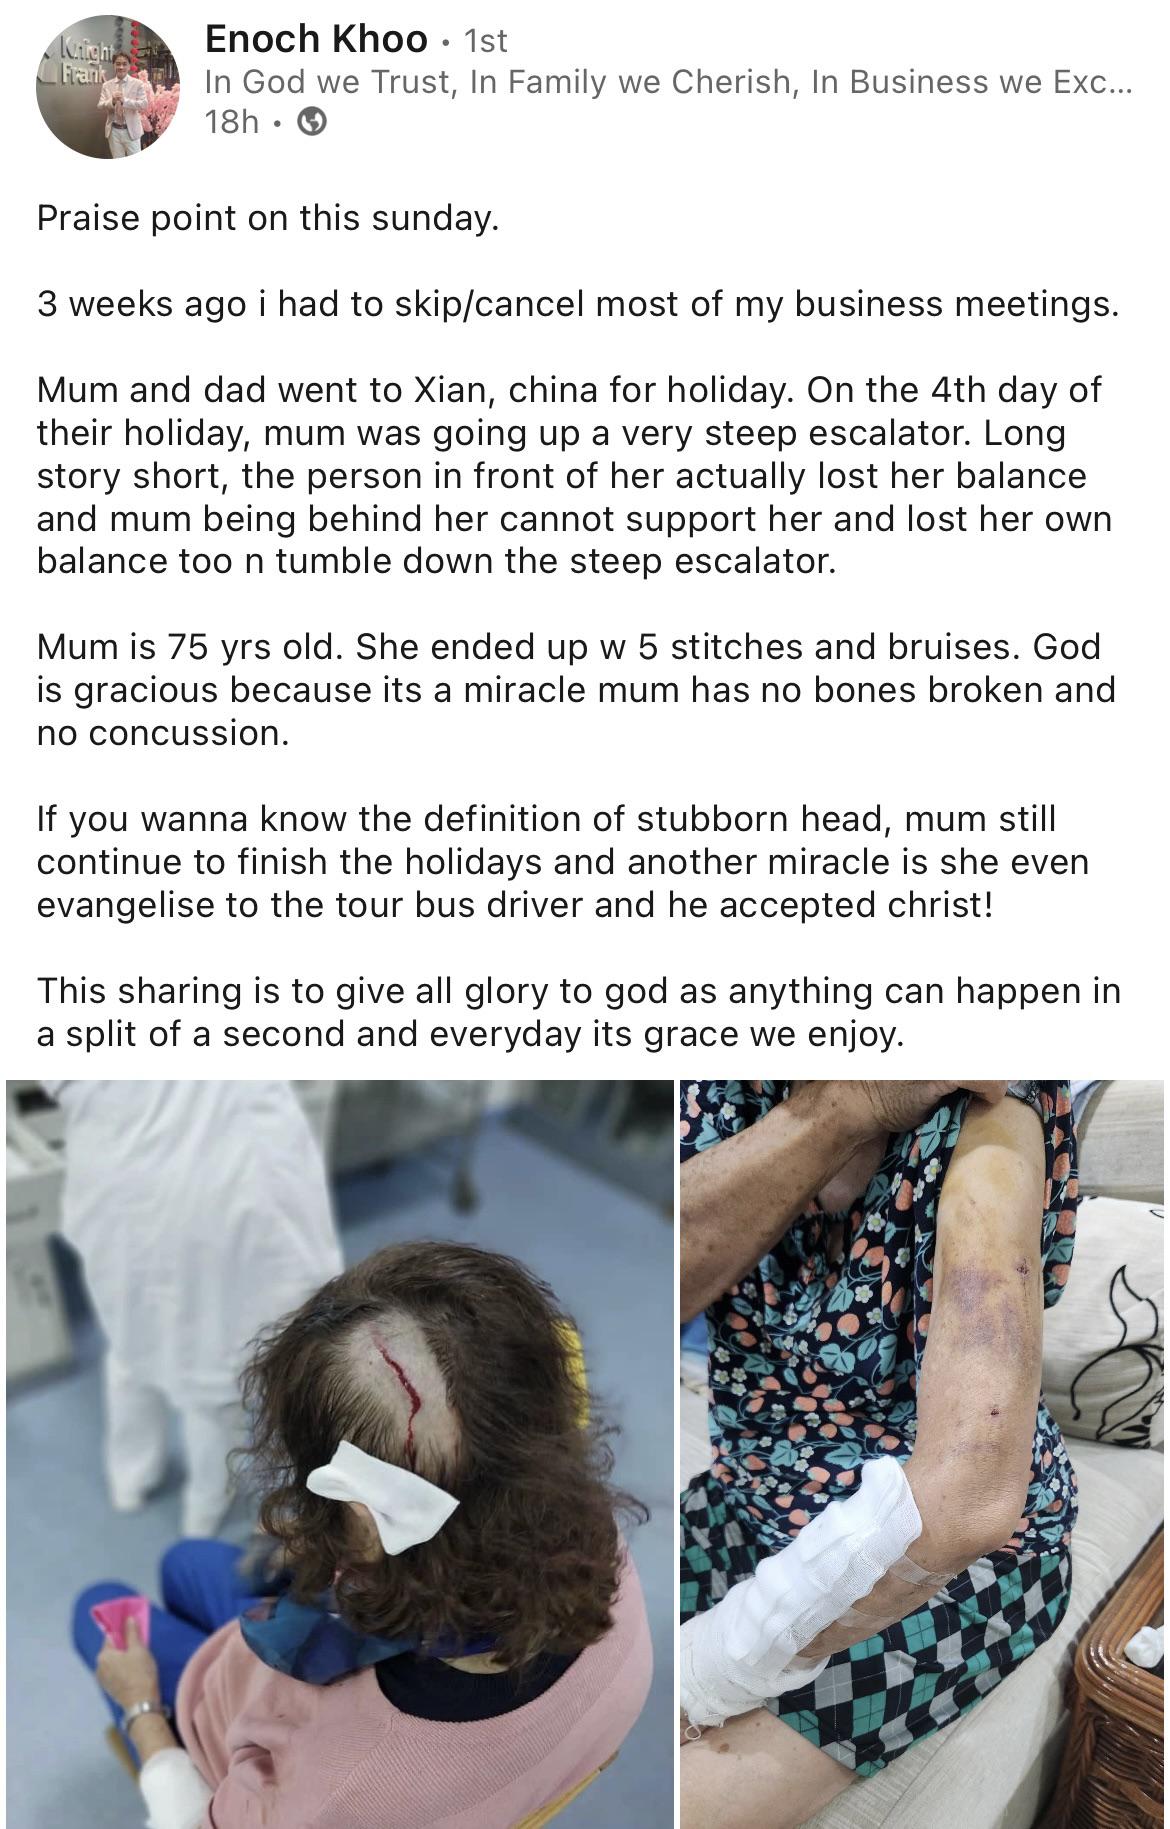 Knight
Frank
Enoch Khoo • 1st
In God we Trust, In Family we Cherish, In Business we Exc...
18h •
Praise point on this sunday.
3 weeks ago i had to skip/cancel most of my business meetings.
Mum and dad went to Xian, china for holiday. On the 4th day of
their holiday, mum was going up a very steep escalator. Long
story short, the person in front of her actually lost her balance
and mum being behind her cannot support her and lost her own
balance too n tumble down the steep escalator.
Mum is 75 yrs old. She ended up w 5 stitches and bruises. God
is gracious because its a miracle mum has no bones broken and
no concussion.
If you wanna know the definition of stubborn head, mum still
continue to finish the holidays and another miracle is she even
evangelise to the tour bus driver and he accepted christ!
This sharing is to give all glory to god as anything can happen in
a split of a second and everyday its grace we enjoy.